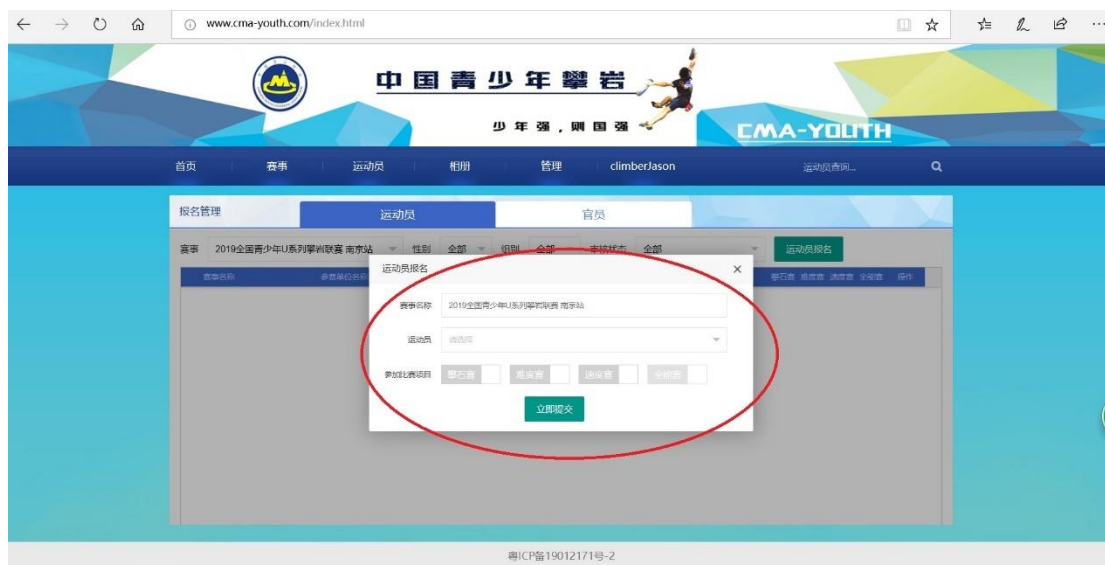 www.cma-youth.com/index.html
中国青少年攀岩
少年强，则国强
CMA-YOUTH
首页 赛事 运动员 相册 管理 climberJason 运动员查询...
报名管理 运动员 官员
赛事 2019全国青少年U系列攀岩联赛 南京站 性别 全部 组别 全部 审核状态 全部 运动员报名
赛事名称 参赛单位名称 攀石赛 难度赛 速度赛 全能赛 操作
运动员报名
赛事名称 2019全国青少年U系列攀岩联赛 南京站
运动员 请选择
参加比赛项目 攀石赛 难度赛 速度赛 全能赛
立即提交
粤ICP备19012171号-2